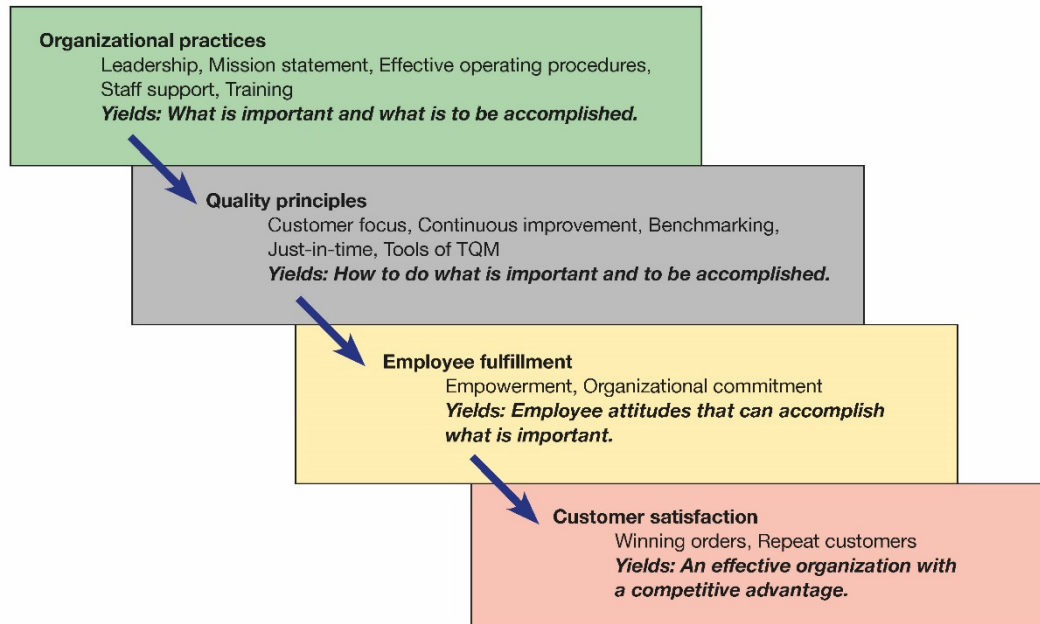 Organizational practices
Leadership, Mission statement, Effective operating procedures,
Staff support, Training
Yields: What is important and what is to be accomplished.
Quality principles
Customer focus, Continuous improvement, Benchmarking,
Just-in-time, Tools of TQM
Yields: How to do what is important and to be accomplished.
Employee fulfillment
Empowerment, Organizational commitment
Yields: Employee attitudes that can accomplish
what is important.
Customer satisfaction
Winning orders, Repeat customers
Yields: An effective organization with
a competitive advantage.